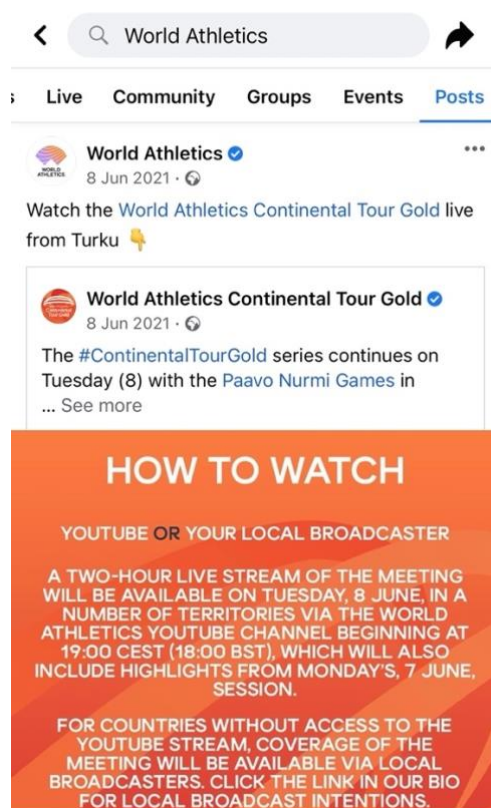 World Athletics
s Live Community Groups Events Posts
World Athletics
8 Jun 2021 ·
Watch the World Athletics Continental Tour Gold live
from Turku 👇
World Athletics Continental Tour Gold
8 Jun 2021 ·
The #ContinentalTourGold series continues on
Tuesday (8) with the Paavo Nurmi Games in
... See more
HOW TO WATCH
YOUTUBE OR YOUR LOCAL BROADCASTER
A TWO-HOUR LIVE STREAM OF THE MEETING
WILL BE AVAILABLE ON TUESDAY, 8 JUNE, IN A
NUMBER OF TERRITORIES VIA THE WORLD
ATHLETICS YOUTUBE CHANNEL BEGINNING AT
19:00 CEST (18:00 BST), WHICH WILL ALSO
INCLUDE HIGHLIGHTS FROM MONDAY'S, 7 JUNE,
SESSION.
FOR COUNTRIES WITHOUT ACCESS TO THE
YOUTUBE STREAM, COVERAGE OF THE
MEETING WILL BE AVAILABLE VIA LOCAL
BROADCASTERS. CLICK THE LINK IN OUR BIO
FOR LOCAL BROADCAST INTENTIONS